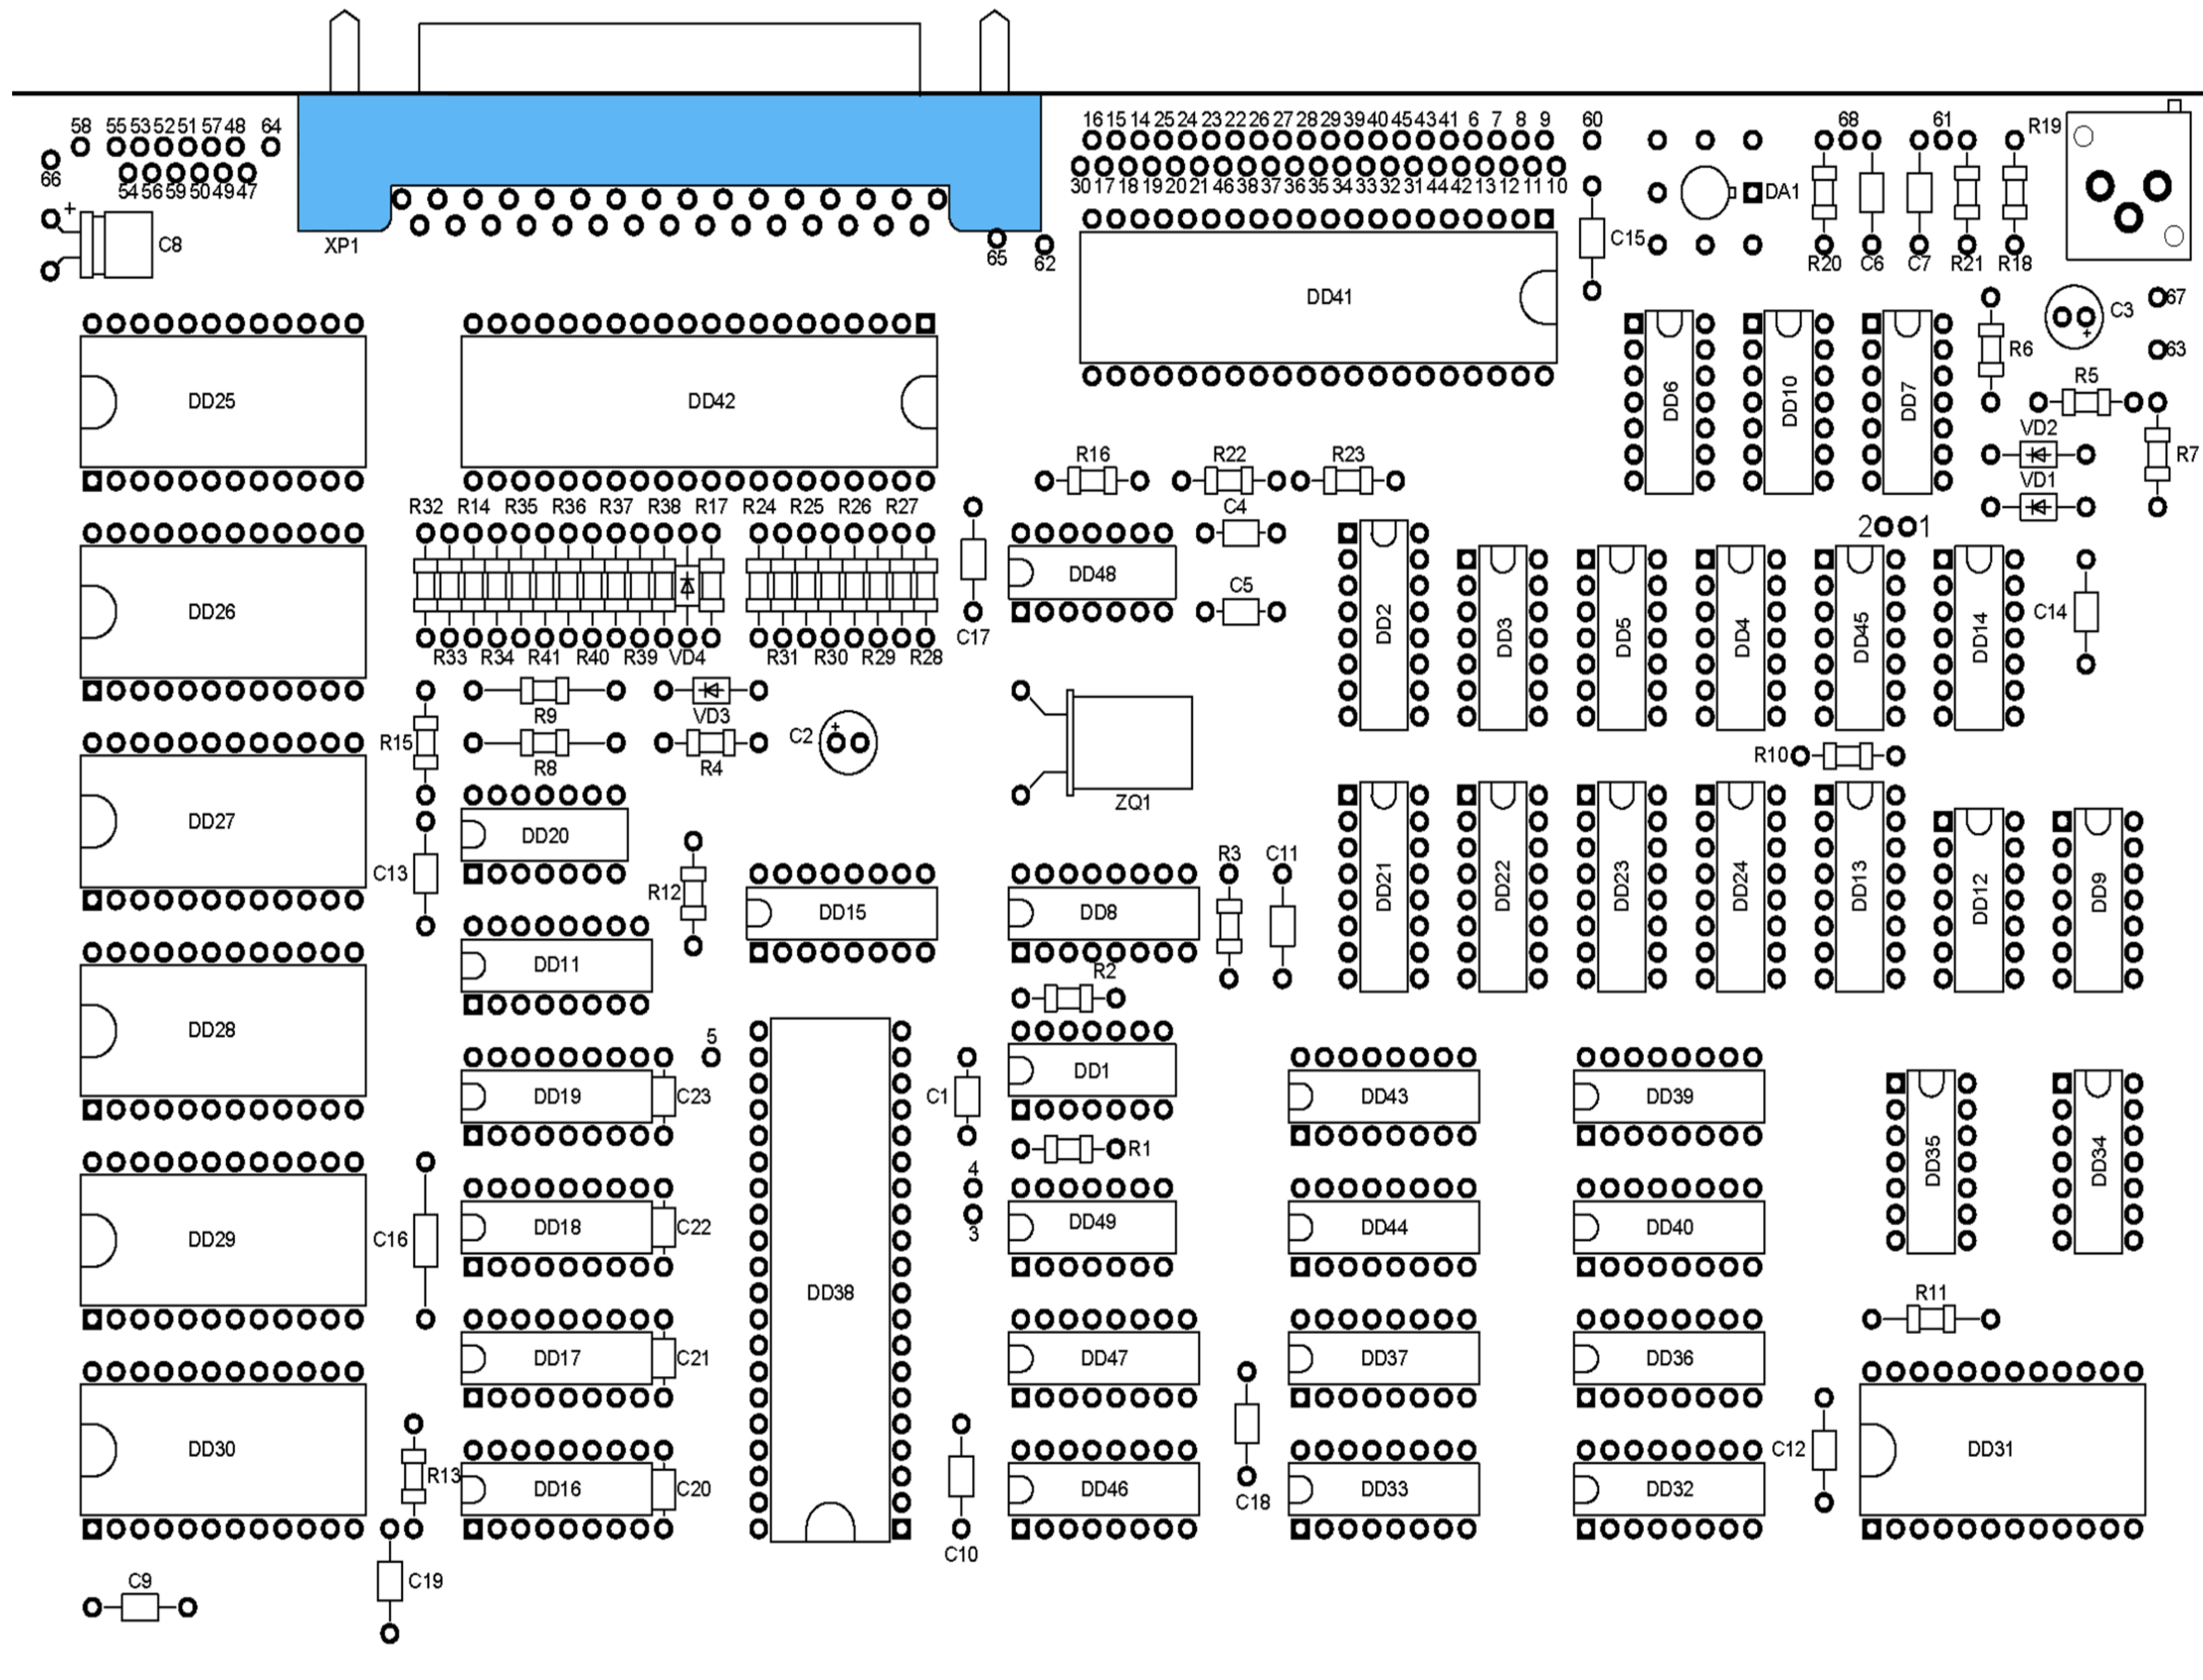 58 55 53 52 51 57 48 64
66
54 56 59 50 49 47
16 15 14 25 24 23 22 26 27 28 29 39 40 45 43 41 6 7 8 9
30 17 18 19 20 21 46 38 37 36 35 34 33 32 31 44 42 13 12 11 10
60
68
61
R19
DA1
+
C8
XP1
65
62
C15
R20 C6 C7 R21 R18
DD41
67
C3
+
63
R6
R5
DD25
DD42
DD6
DD10
DD7
VD2
R7
VD1
R16
R22
R23
R32 R14 R35 R36 R37 R38 R17 R24 R25 R26 R27
C4
2 1
DD26
DD48
C5
C17
DD2
DD3
DD5
DD4
DD45
DD14
C14
R33 R34 R41 R40 R39 VD4 R31 R30 R29 R28
R9
VD3
R15
R8
R4
C2
+
R10
ZQ1
DD27
DD20
C13
R12
DD15
DD8
R3
C11
DD21
DD22
DD23
DD24
DD13
DD12
DD9
DD11
R2
DD28
5
DD19
C23
C1
DD1
DD43
DD39
R1
DD35
DD34
4
3
DD29
C16
DD18
C22
DD49
DD44
DD40
DD38
R11
DD17
C21
DD47
DD37
DD36
DD30
R13
DD16
C20
DD46
C18
DD33
DD32
C12
DD31
C10
C9
C19